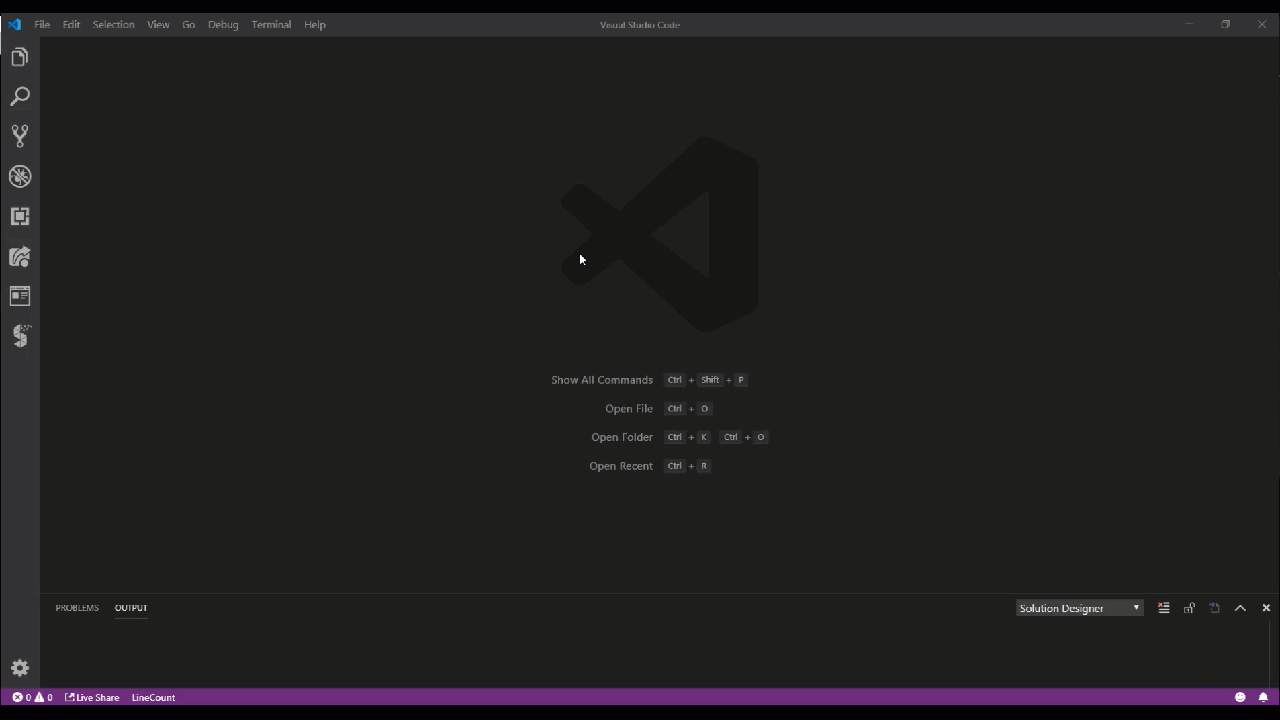 File Edit Selection View Go Debug Terminal Help Visual Studio Code
Show All Commands Ctrl + Shift + P
Open File Ctrl + O
Open Folder Ctrl + K Ctrl + O
Open Recent Ctrl + R
PROBLEMS OUTPUT Solution Designer
0 0 Live Share LineCount